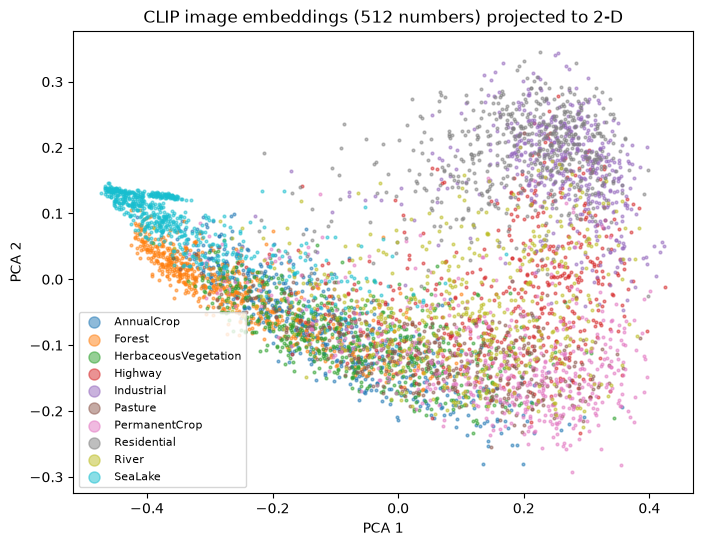 CLIP image embeddings (512 numbers) projected to 2-D
PCA 2
0.3
0.2
0.1
0.0
−0.1
−0.2
−0.3
AnnualCrop
Forest
HerbaceousVegetation
Highway
Industrial
Pasture
PermanentCrop
Residential
River
SeaLake
−0.4
−0.2
0.0
0.2
0.4
PCA 1